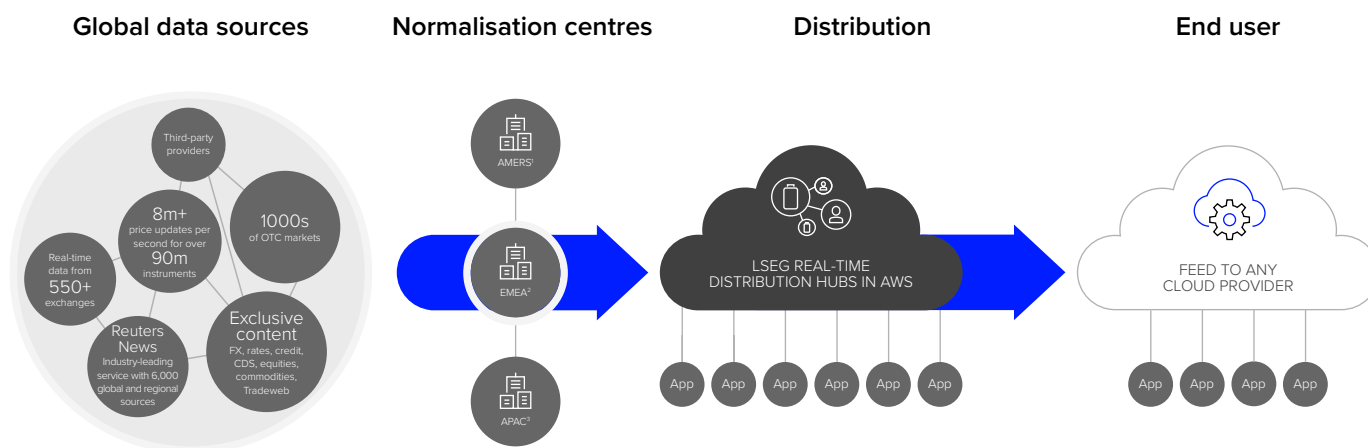 Global data sources
Normalisation centres
Distribution
End user
Third-party
providers
8m+
price updates per
second for over
90m
instruments
1000s
of OTC markets
Real-time
data from
550+
exchanges
Reuters
News
Industry-leading
service with 6,000
global and regional
sources
Exclusive
content
FX, rates, credit,
CDS, equities,
commodities,
Tradeweb
AMERS¹
EMEA²
APAC³
LSEG REAL-TIME
DISTRIBUTION HUBS IN AWS
App
App
App
App
App
App
FEED TO ANY
CLOUD PROVIDER
App
App
App
App